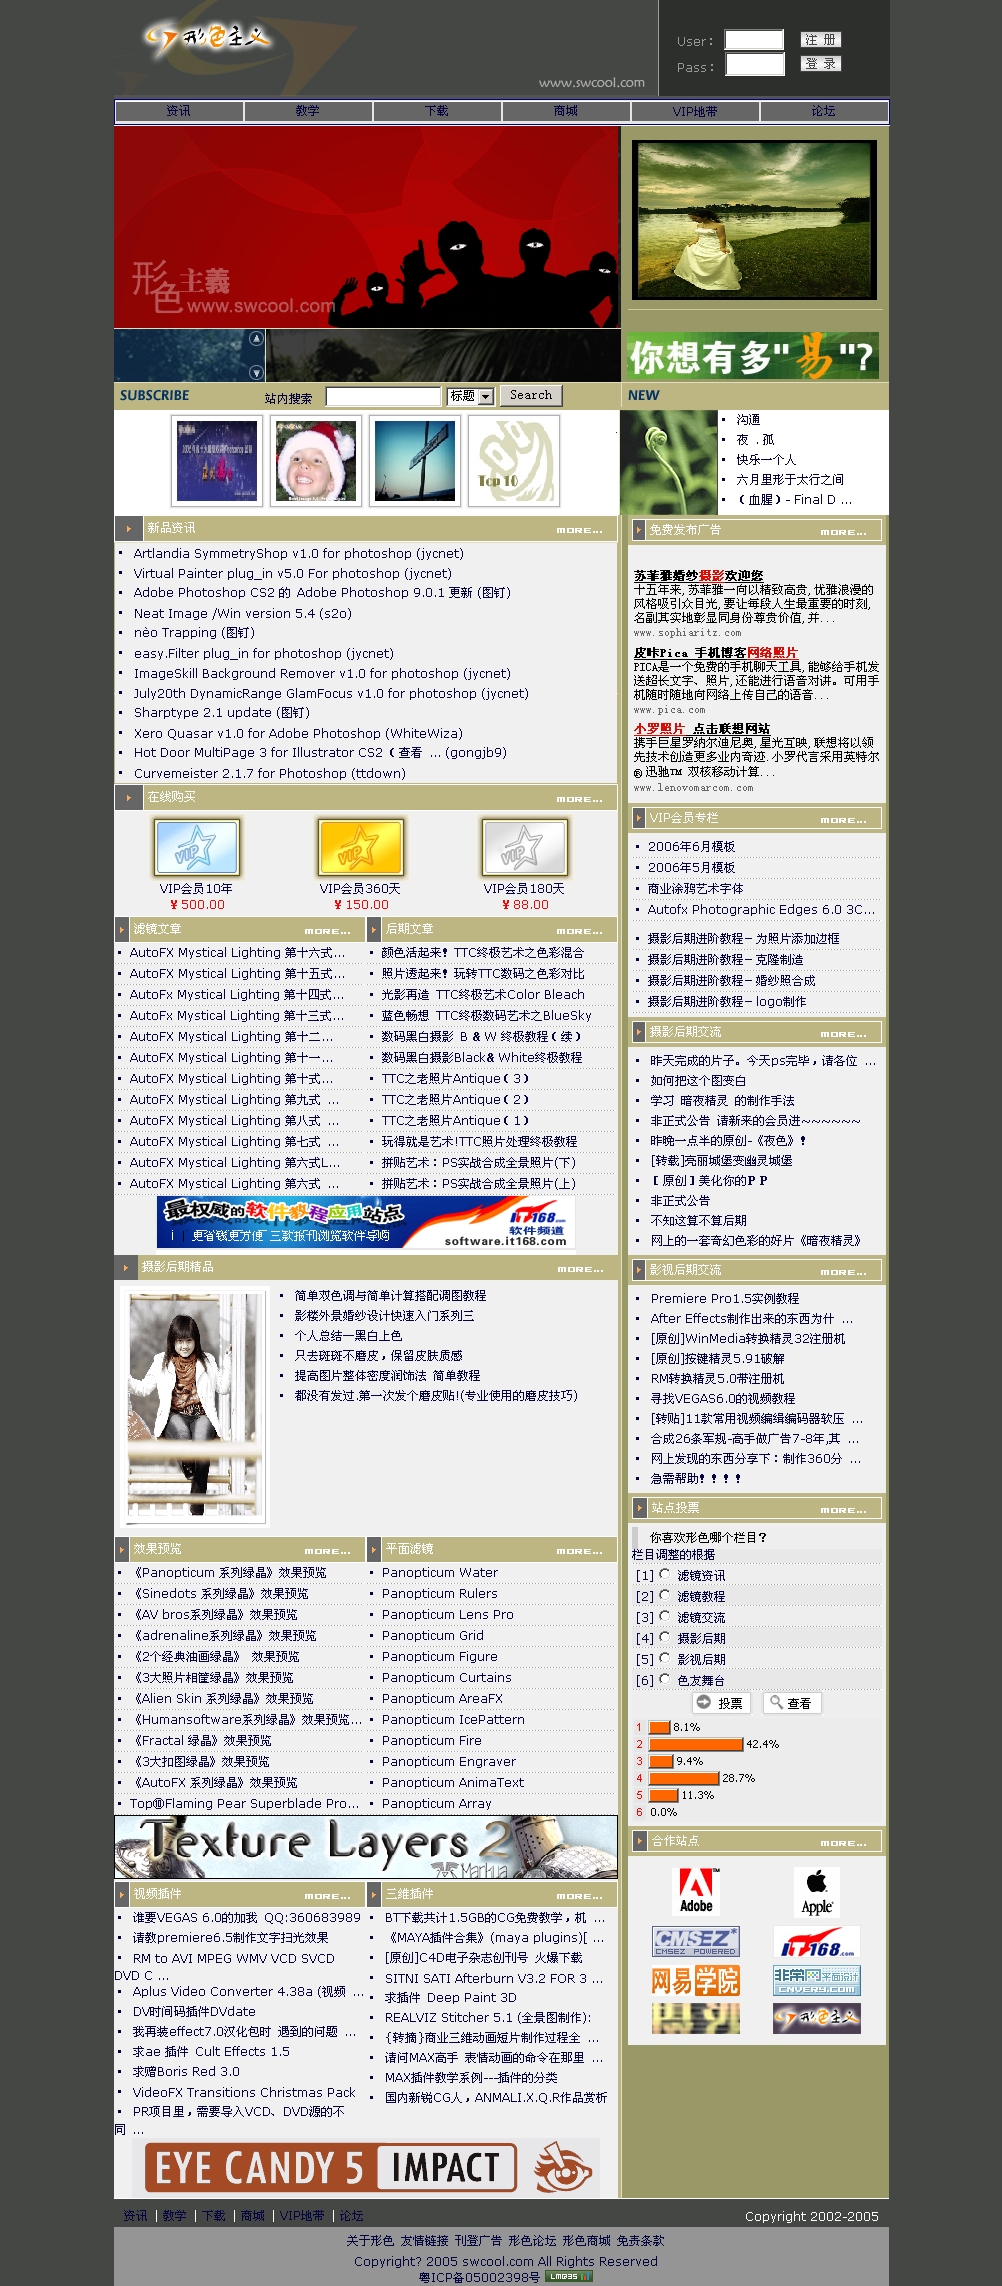 形色主义
www.swcool.com
User:
注 册
Pass:
登 录
资讯
教学
下载
商城
VIP地带
论坛
形色主義
www.swcool.com
你想有多"易"?
SUBSCRIBE
站内搜索
标题
Search
NEW
Top 10
沟通
夜 . 孤
快乐一个人
六月里形于太行之间
（血腥）- Final D ...
新品资讯
MORE...
Artlandia SymmetryShop v1.0 for photoshop (jycnet)
Virtual Painter plug_in v5.0 For photoshop (jycnet)
Adobe Photoshop CS2 的 Adobe Photoshop 9.0.1 更新 (图钉)
Neat Image /Win version 5.4 (s2o)
nèo Trapping (图钉)
easy.Filter plug_in for photoshop (jycnet)
ImageSkill Background Remover v1.0 for photoshop (jycnet)
July20th DynamicRange GlamFocus v1.0 for photoshop (jycnet)
Sharptype 2.1 update (图钉)
Xero Quasar v1.0 for Adobe Photoshop (WhiteWiza)
Hot Door MultiPage 3 for Illustrator CS2（查看 ... (gongjb9)
Curvemeister 2.1.7 for Photoshop (ttdown)
免费发布广告
MORE...
苏菲雅婚纱摄影欢迎您
十五年来,苏菲雅一向以精致高贵,优雅浪漫的
风格吸引众目光,要让每段人生最重要的时刻,
名副其实地彰显同身份尊贵价值,并...
www.sophiaritz.com
皮咔Pica 手机博客网络照片
PICA是一个免费的手机聊天工具,能够给手机发
送超长文字、照片,还能进行语音对讲。可用手
机随时随地向网络上传自己的语音...
www.pica.com
小罗照片 点击联想网站
携手巨星罗纳尔迪尼奥,星光互映,联想将以领
先技术创造更多业内奇迹.小罗代言采用英特尔
® 迅驰™ 双核移动计算...
www.lenovomarcom.com
在线购买
MORE...
VIP
VIP
VIP
VIP会员10年
VIP会员360天
VIP会员180天
¥ 500.00
¥ 150.00
¥ 88.00
VIP会员专栏
MORE...
2006年6月模板
2006年5月模板
商业涂鸦艺术字体
Autofx Photographic Edges 6.0 3C...
摄影后期进阶教程－为照片添加边框
摄影后期进阶教程－克隆制造
摄影后期进阶教程－婚纱照合成
摄影后期进阶教程－logo制作
滤镜文章
MORE...
AutoFX Mystical Lighting 第十六式...
AutoFX Mystical Lighting 第十五式...
AutoFx Mystical Lighting 第十四式...
AutoFx Mystical Lighting 第十三式...
AutoFX Mystical Lighting 第十二...
AutoFX Mystical Lighting 第十一...
AutoFX Mystical Lighting 第十式...
AutoFX Mystical Lighting 第九式 ...
AutoFX Mystical Lighting 第八式 ...
AutoFX Mystical Lighting 第七式 ...
AutoFX Mystical Lighting 第六式L...
AutoFX Mystical Lighting 第六式 ...
后期文章
MORE...
颜色活起来！TTC终极艺术之色彩混合
照片透起来！玩转TTC数码之色彩对比
光影再造 TTC终极艺术Color Bleach
蓝色畅想 TTC终极数码艺术之BlueSky
数码黑白摄影 B & W 终极教程（续）
数码黑白摄影Black& White终极教程
TTC之老照片Antique（3）
TTC之老照片Antique（2）
TTC之老照片Antique（1）
玩得就是艺术!TTC照片处理终极教程
拼贴艺术：PS实战合成全景照片(下)
拼贴艺术：PS实战合成全景照片(上)
摄影后期交流
MORE...
昨天完成的片子。今天ps完毕，请各位 ...
如何把这个图变白
学习 暗夜精灵 的制作手法
非正式公告 请新来的会员进~~~~~~
昨晚一点半的原创-《夜色》！
[转载]亮丽城堡变幽灵城堡
［原创］美化你的ＰＰ
非正式公告
不知这算不算后期
网上的一套奇幻色彩的好片《暗夜精灵》
最权威的软件教程应用站点
更省钱更方便 三款报刊浏览软件导购
IT168.com
软件频道
software.it168.com
摄影后期精品
MORE...
简单双色调与简单计算搭配调图教程
影楼外景婚纱设计快速入门系列三
个人总结一黑白上色
只去斑斑不磨皮，保留皮肤质感
提高图片整体密度润饰法 简单教程
都没有发过.第一次发个磨皮贴!(专业使用的磨皮技巧)
影视后期交流
MORE...
Premiere Pro1.5实例教程
After Effects制作出来的东西为什 ...
[原创]WinMedia转换精灵32注册机
[原创]按键精灵5.91破解
RM转换精灵5.0带注册机
寻找VEGAS6.0的视频教程
[转贴]11款常用视频编缉编码器软压 ...
合成26条军规-高手做广告7-8年,其 ...
网上发现的东西分享下：制作360分 ...
急需帮助！！！！
站点投票
MORE...
你喜欢形色哪个栏目？
栏目调整的根据
[1] 滤镜资讯
[2] 滤镜教程
[3] 滤镜交流
[4] 摄影后期
[5] 影视后期
[6] 色友舞台
投票
查看
1 8.1%
2 42.4%
3 9.4%
4 28.7%
5 11.3%
6 0.0%
效果预览
MORE...
《Panopticum 系列绿晶》效果预览
《Sinedots 系列绿晶》效果预览
《AV bros系列绿晶》效果预览
《adrenaline系列绿晶》效果预览
《2个经典油画绿晶》 效果预览
《3大照片相筐绿晶》效果预览
《Alien Skin 系列绿晶》效果预览
《Humansoftware系列绿晶》效果预览...
《Fractal 绿晶》效果预览
《3大扣图绿晶》效果预览
《AutoFX 系列绿晶》效果预览
Top@Flaming Pear Superblade Pro...
平面滤镜
MORE...
Panopticum Water
Panopticum Rulers
Panopticum Lens Pro
Panopticum Grid
Panopticum Figure
Panopticum Curtains
Panopticum AreaFX
Panopticum IcePattern
Panopticum Fire
Panopticum Engraver
Panopticum AnimaText
Panopticum Array
Texture Layers 2
Markua
合作站点
MORE...
Adobe
Apple
CMSEZ
CMSEZ POWERED
IT168.com
网易学院
非常网平面设计
CNVERY9.COM
形色主义
视频插件
MORE...
谁要VEGAS 6.0的加我 QQ:360683989
请教premiere6.5制作文字扫光效果
RM to AVI MPEG WMV VCD SVCD
DVD C ...
Aplus Video Converter 4.38a (视频 ...
DV时间码插件DVdate
我再装effect7.0汉化包时 遇到的问题 ...
求ae 插件 Cult Effects 1.5
求赠Boris Red 3.0
VideoFX Transitions Christmas Pack
PR项目里，需要导入VCD、DVD源的不
同 ...
三维插件
MORE...
BT下载共计1.5GB的CG免费教学，机 ...
《MAYA插件合集》(maya plugins)[ ...
[原创]C4D电子杂志创刊号 火爆下载
SITNI SATI Afterburn V3.2 FOR 3 ...
求插件 Deep Paint 3D
REALVIZ Stitcher 5.1 (全景图制作):
{转摘}商业三维动画短片制作过程全 ...
请问MAX高手 表情动画的命令在那里 ...
MAX插件教学系列---插件的分类
国内新锐CG人，ANMALI.X.Q.R作品赏析
EYE CANDY 5 IMPACT
资讯 | 教学 | 下载 | 商城 | VIP地带 | 论坛
Copyright 2002-2005
关于形色 友情链接 刊登广告 形色论坛 形色商城 免责条款
Copyright? 2005 swcool.com All Rights Reserved
粤ICP备05002398号